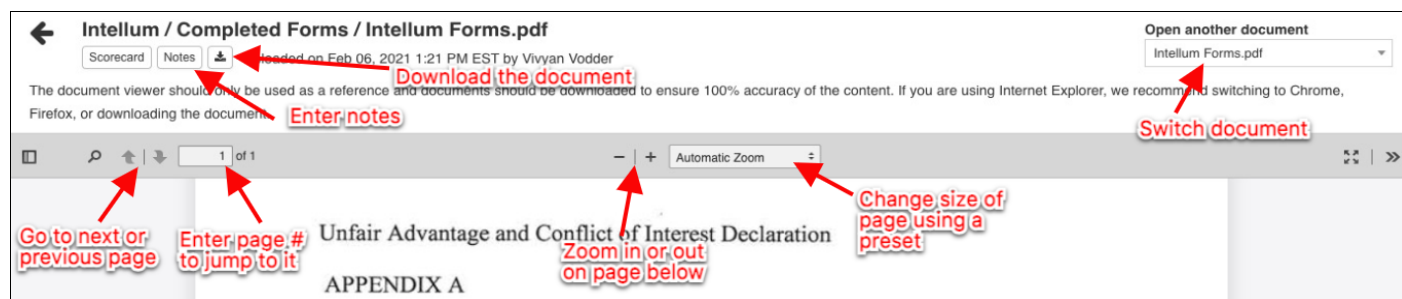 Intellum / Completed Forms / Intellum Forms.pdf
Open another document
Scorecard Notes on Feb 06, 2021 1:21 PM EST by Vivyan Vodder
Intellum Forms.pdf
Download the document
The document viewer should only be used as a reference and documents should be downloaded to ensure 100% accuracy of the content. If you are using Internet Explorer, we recommend switching to Chrome,
Firefox, or downloading the document
Enter notes
Switch document
1 of 1
Automatic Zoom
Change size of
page using a
preset
Go to next or
previous page
Enter page #
to jump to it
Unfair Advantage and Conflict of Interest Declaration
Zoom in or out
on page below
APPENDIX A